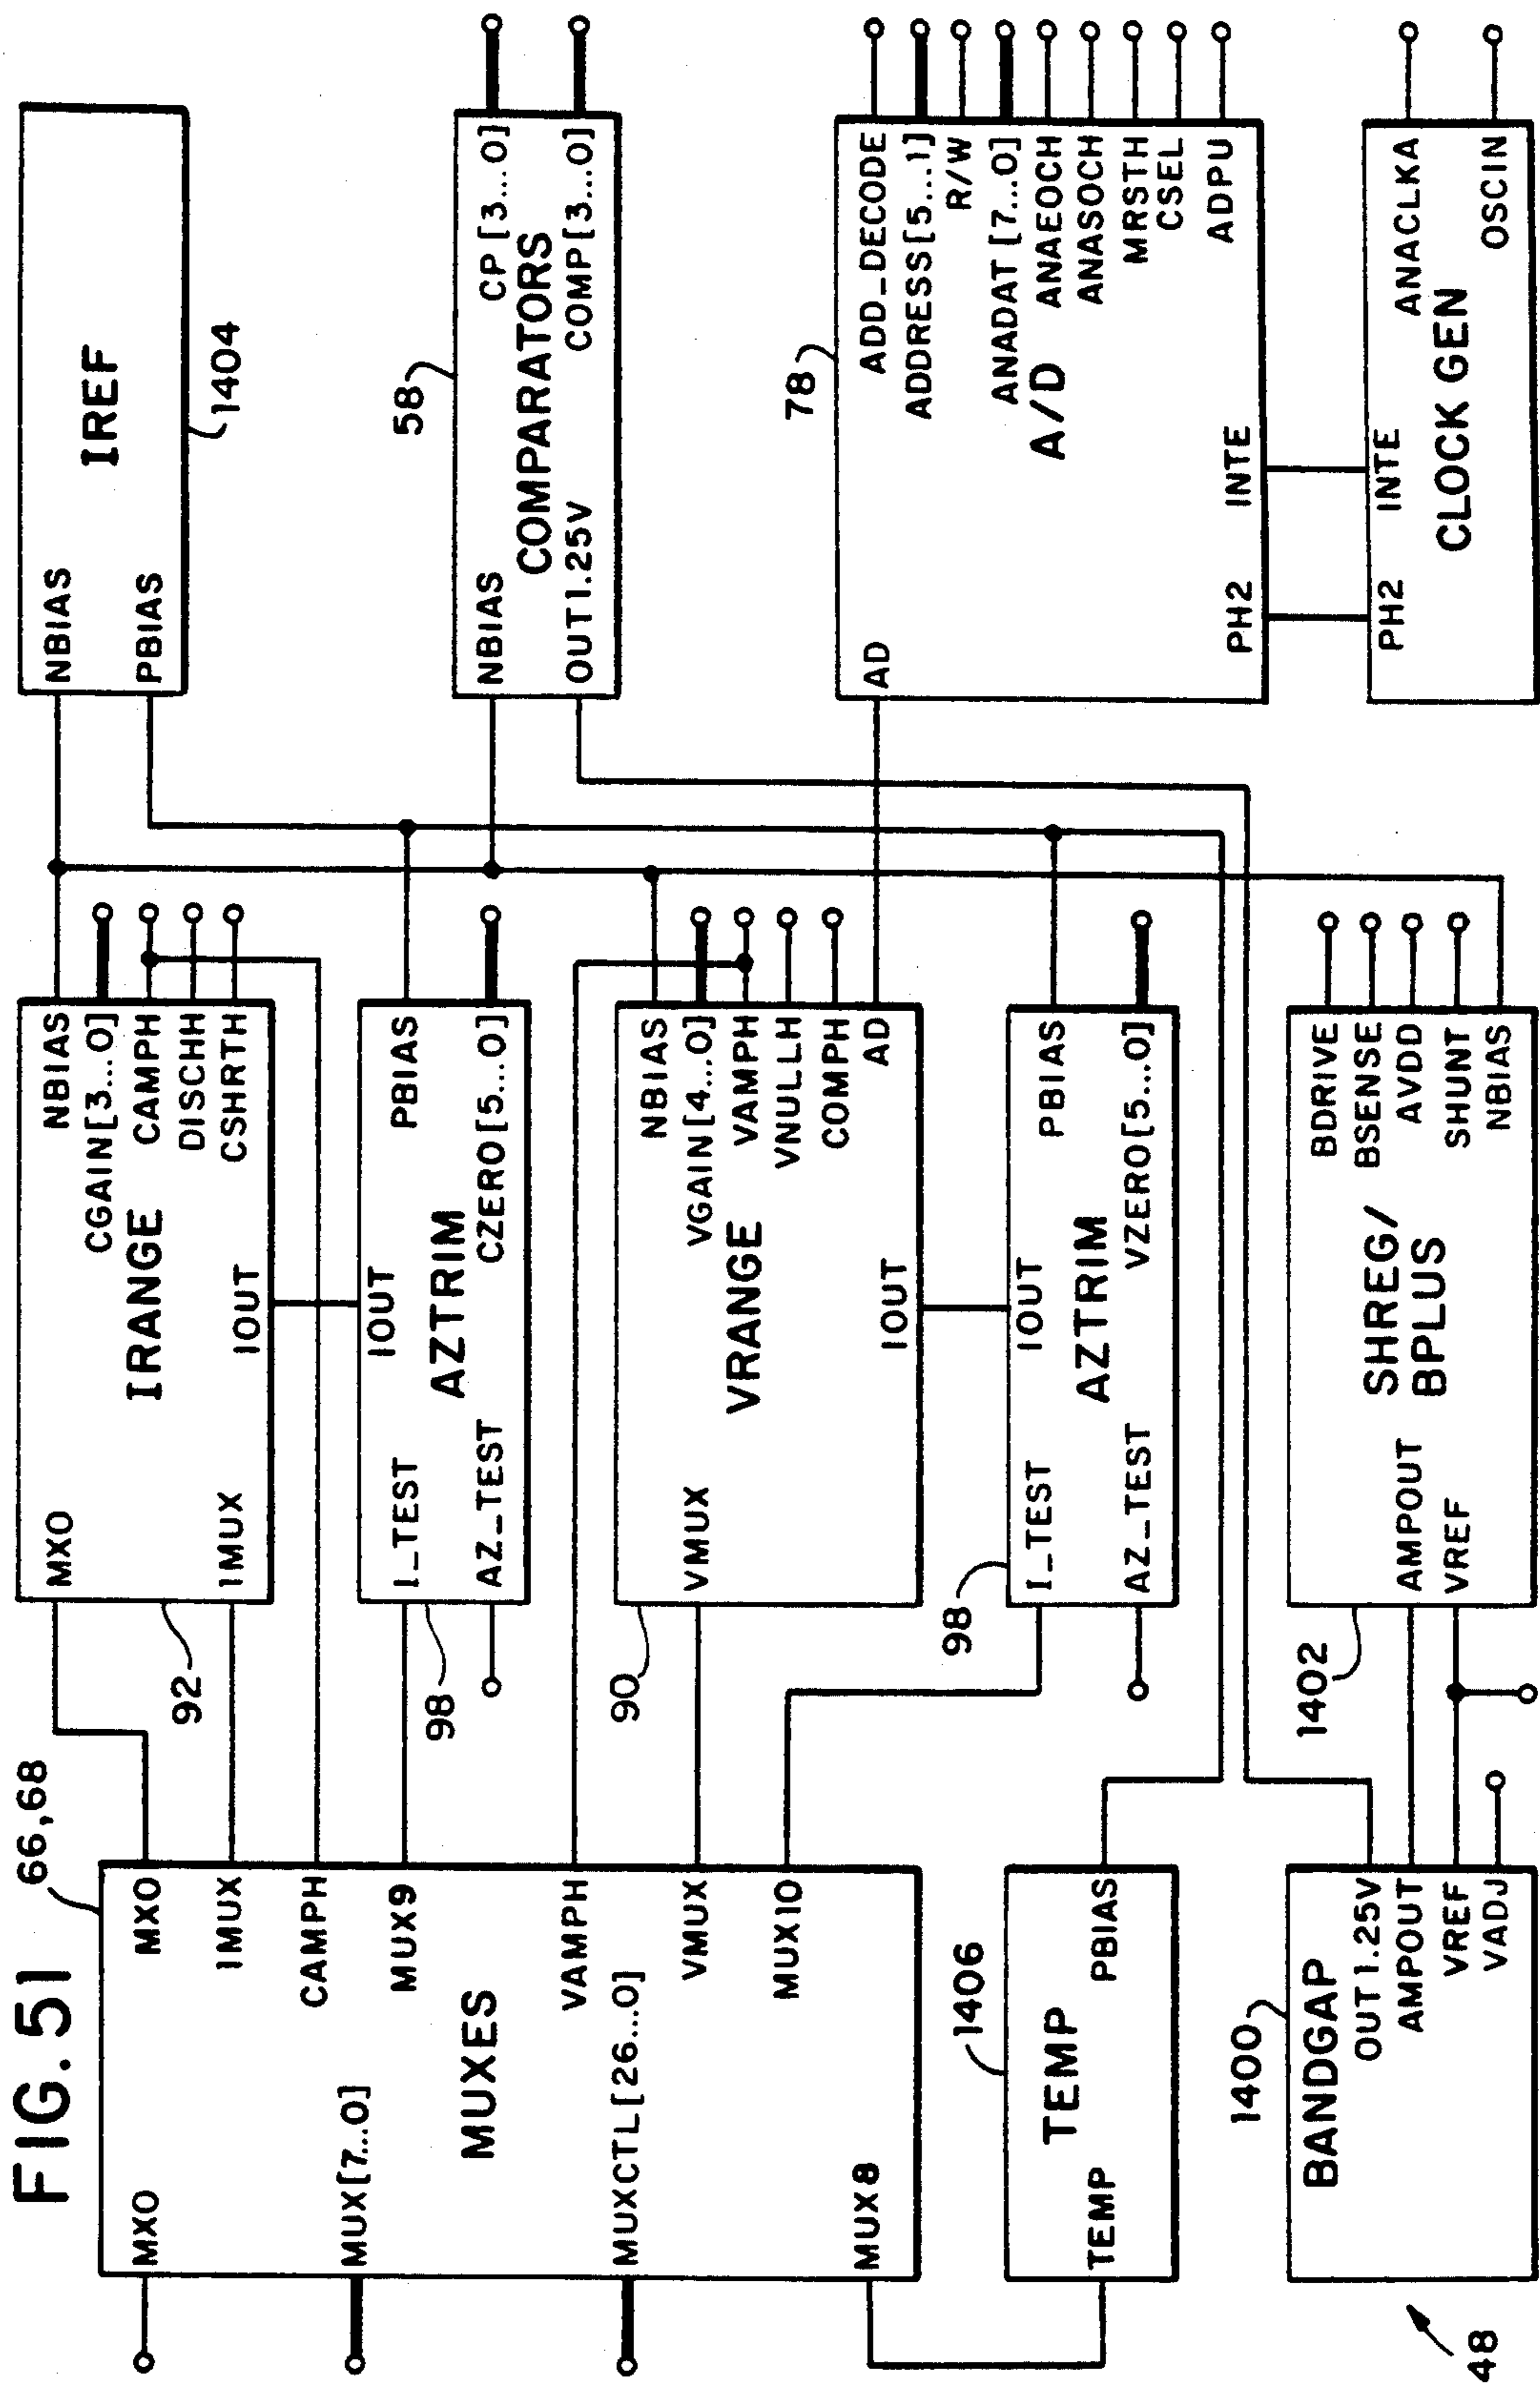 FIG. 51
66,68
MXO
MUX[7...0]
MUXCTL[26...0]
MUX8
MUXES
MXO
IMUX
CAMPH
MUX9
VAMPH
VMUX
MUX10
1406
TEMP
TEMP
PBIAS
1400
BANDGAP
OUT1.25V
AMPOUT
VREF
VADJ
48
92
MXO
IMUX
IRANGE
IOUT
NBIAS
CGAIN[3...0]
CAMPH
DISCHH
CSHRTH
98
I_TEST
AZ_TEST
IOUT
AZTRIM
PBIAS
CZERO[5...0]
90
VMUX
VRANGE
IOUT
NBIAS
VGAIN[4...0]
VAMPH
VNULLH
COMPH
AD
98
I_TEST
AZ_TEST
IOUT
AZTRIM
PBIAS
VZERO[5...0]
1402
AMPOUT
VREF
SHREG/
BPLUS
BDRIVE
BSENSE
AVDD
SHUNT
NBIAS
NBIAS
PBIAS
IREF
1404
58
NBIAS
OUT1.25V
COMPARATORS
CP[3...0]
COMP[3...0]
78
AD
A/D
PH2
INTE
ADD_DECODE
ADDRESS[5...1]
R/W
ANADAT[7...0]
ANAEOCH
ANASOCH
MRSTH
CSEL
ADPU
PH2
INTE
CLOCK GEN
ANACLKA
OSCIN